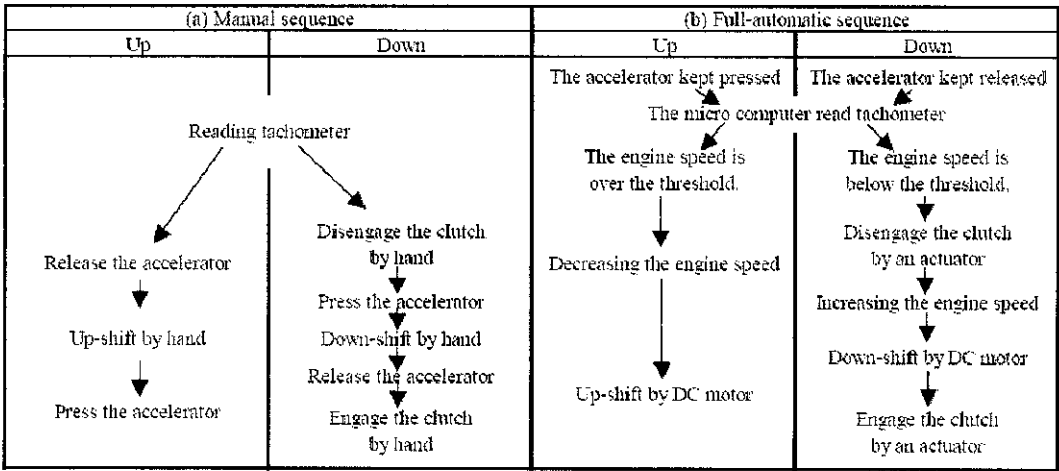 (a) Manual sequence
(b) Full-automatic sequence
Up
Down
Up
Down
Reading tachometer
Release the accelerator
Up-shift by hand
Press the accelerator
Disengage the clutch
by hand
Press the accelerator
Down-shift by hand
Release the accelerator
Engage the clutch
by hand
The accelerator kept pressed
The accelerator kept released
The micro computer read tachometer
The engine speed is
over the threshold.
Decreasing the engine speed
Up-shift by DC motor
The engine speed is
below the threshold.
Disengage the clutch
by an actuator
Increasing the engine speed
Down-shift by DC motor
Engage the clutch
by an actuator